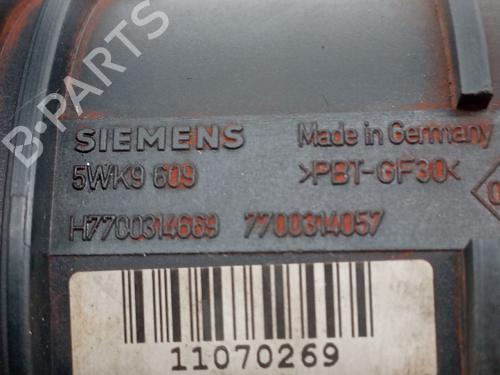 B-PARTS
SIEMENS Made in Germany
5WK9 609 >PBT-GF30<
H7700314669 7700314057
11070269